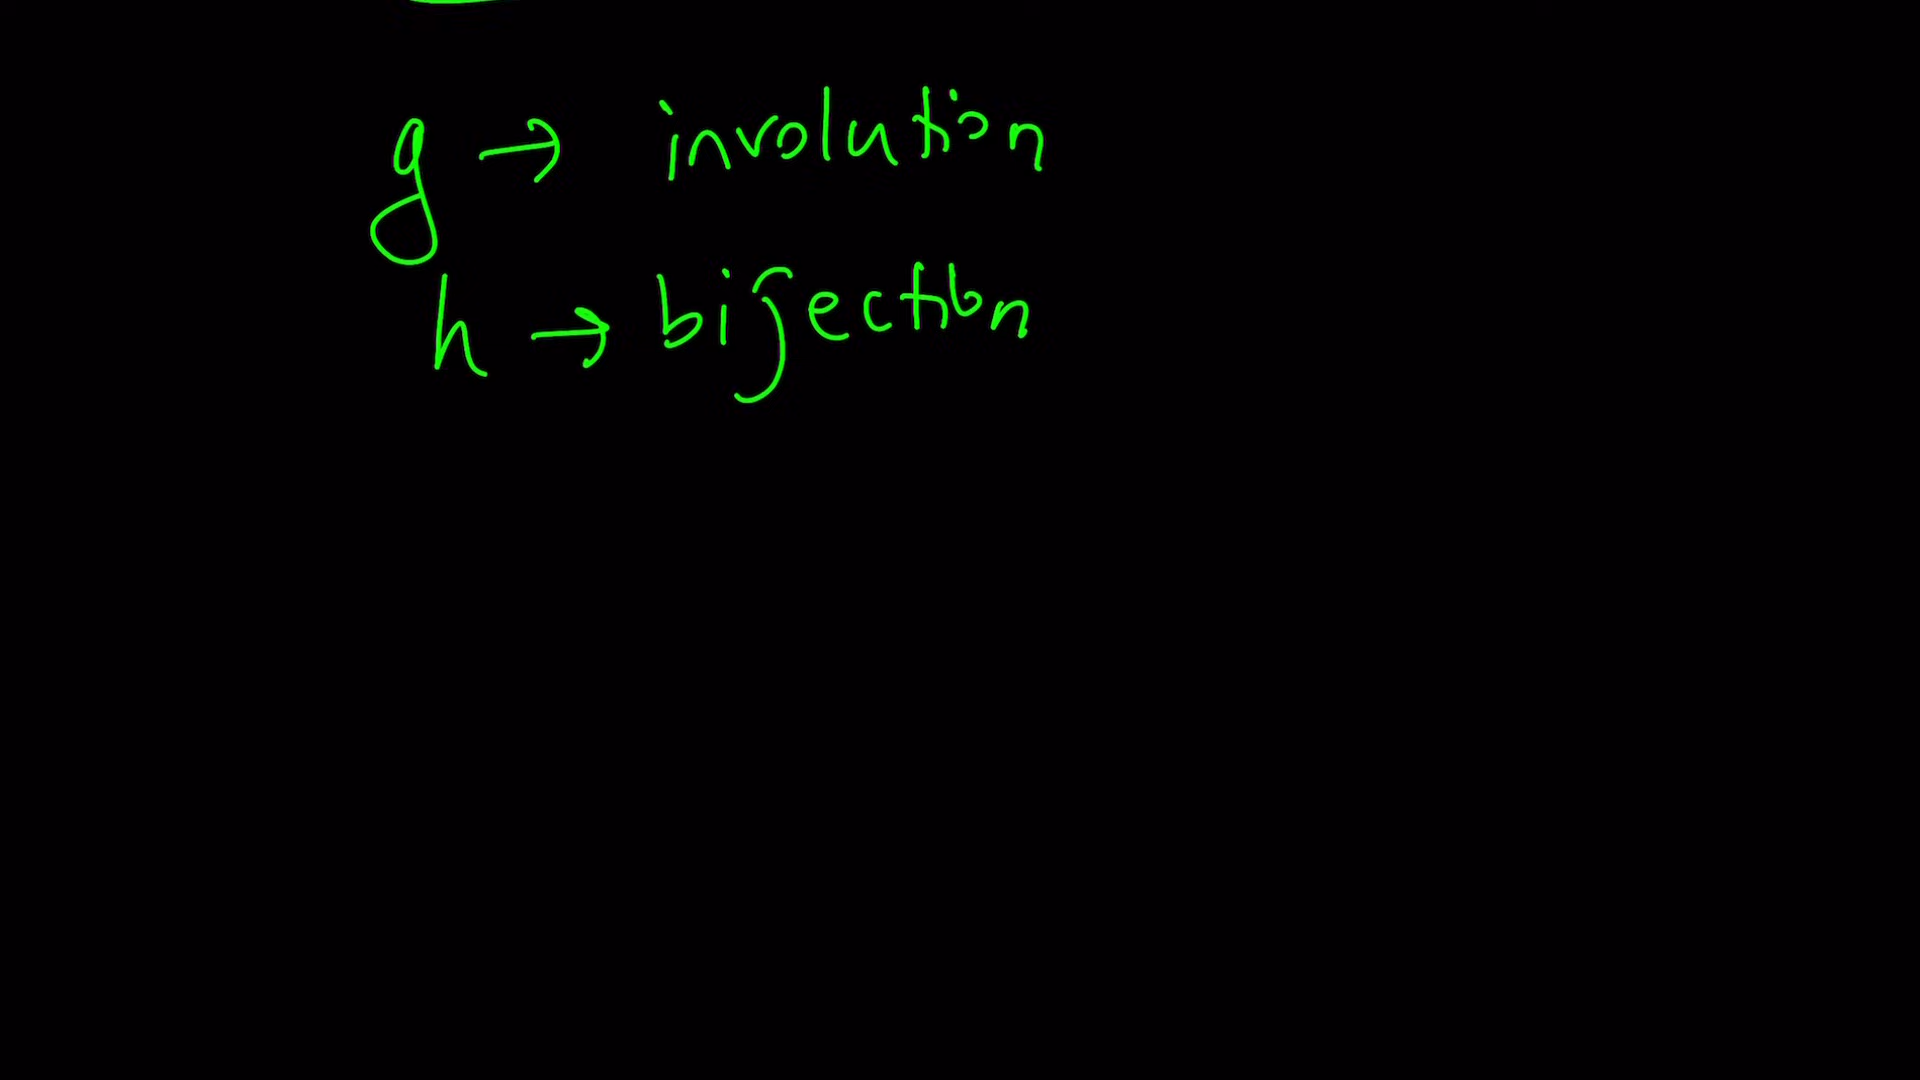 g → involution
h → bijection